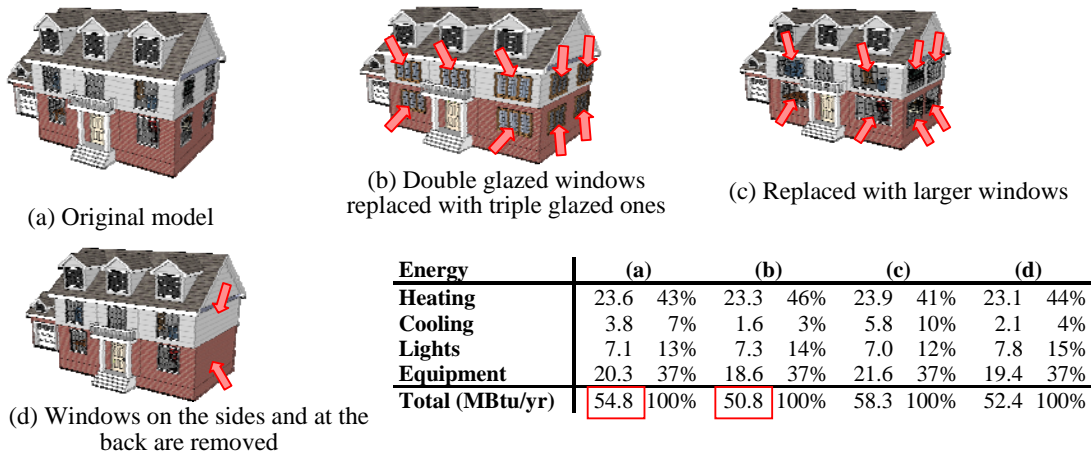 (a) Original model
(b) Double glazed windows
replaced with triple glazed ones
(c) Replaced with larger windows
(d) Windows on the sides and at the
back are removed
Energy (a) (b) (c) (d)
Heating 23.6 43% 23.3 46% 23.9 41% 23.1 44%
Cooling 3.8 7% 1.6 3% 5.8 10% 2.1 4%
Lights 7.1 13% 7.3 14% 7.0 12% 7.8 15%
Equipment 20.3 37% 18.6 37% 21.6 37% 19.4 37%
Total (MBtu/yr) 54.8 100% 50.8 100% 58.3 100% 52.4 100%